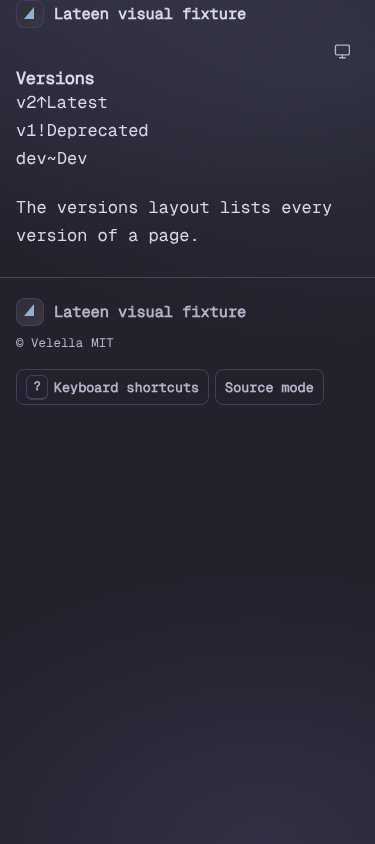 Lateen visual fixture
Versions
v2↑Latest
v1!Deprecated
dev~Dev
The versions layout lists every
version of a page.
Lateen visual fixture
© Velella MIT
? Keyboard shortcuts
Source mode